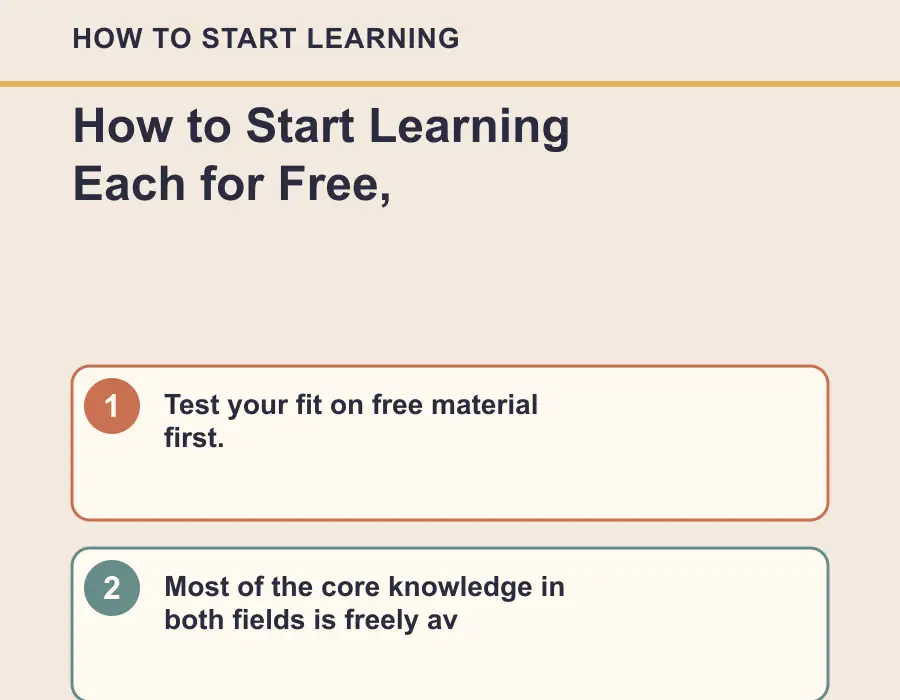 HOW TO START LEARNING
How to Start Learning
Each for Free,
1
Test your fit on free material
first.
2
Most of the core knowledge in
both fields is freely av